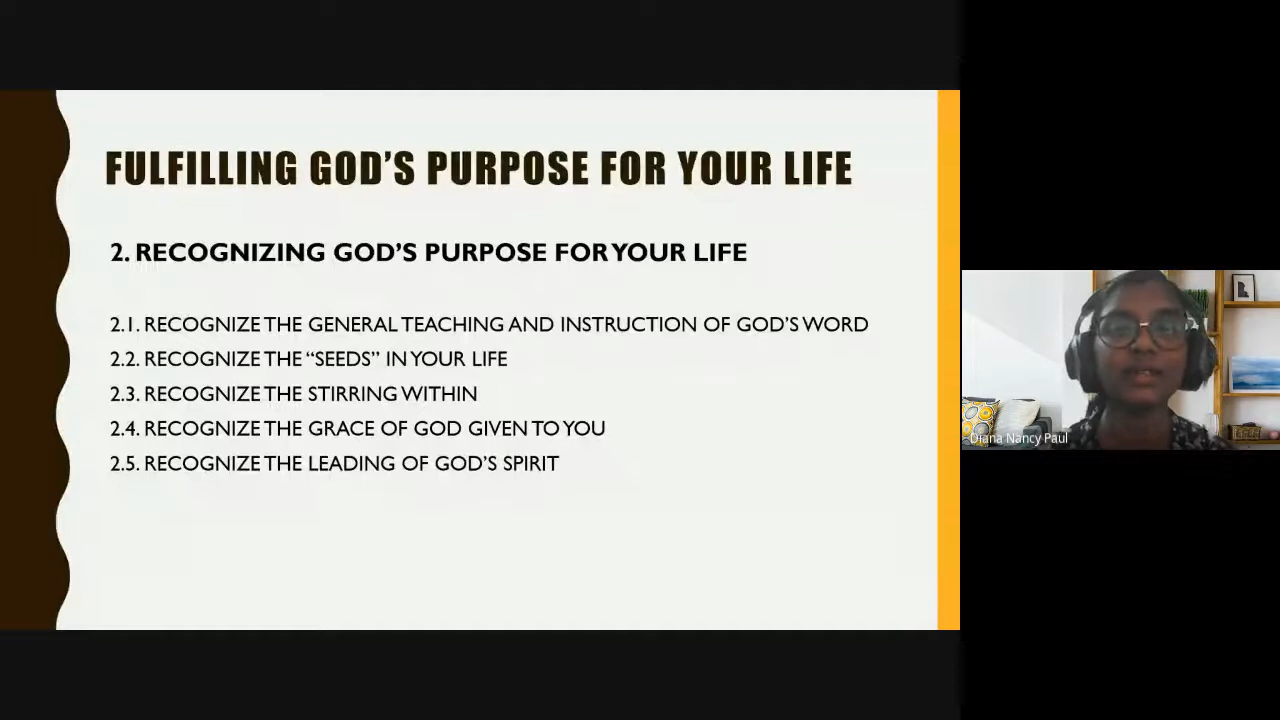 FULFILLING GOD'S PURPOSE FOR YOUR LIFE
2. RECOGNIZING GOD'S PURPOSE FOR YOUR LIFE
2.1. RECOGNIZE THE GENERAL TEACHING AND INSTRUCTION OF GOD'S WORD
2.2. RECOGNIZE THE “SEEDS” IN YOUR LIFE
2.3. RECOGNIZE THE STIRRING WITHIN
2.4. RECOGNIZE THE GRACE OF GOD GIVEN TO YOU
2.5. RECOGNIZE THE LEADING OF GOD'S SPIRIT
Diana Nancy Paul